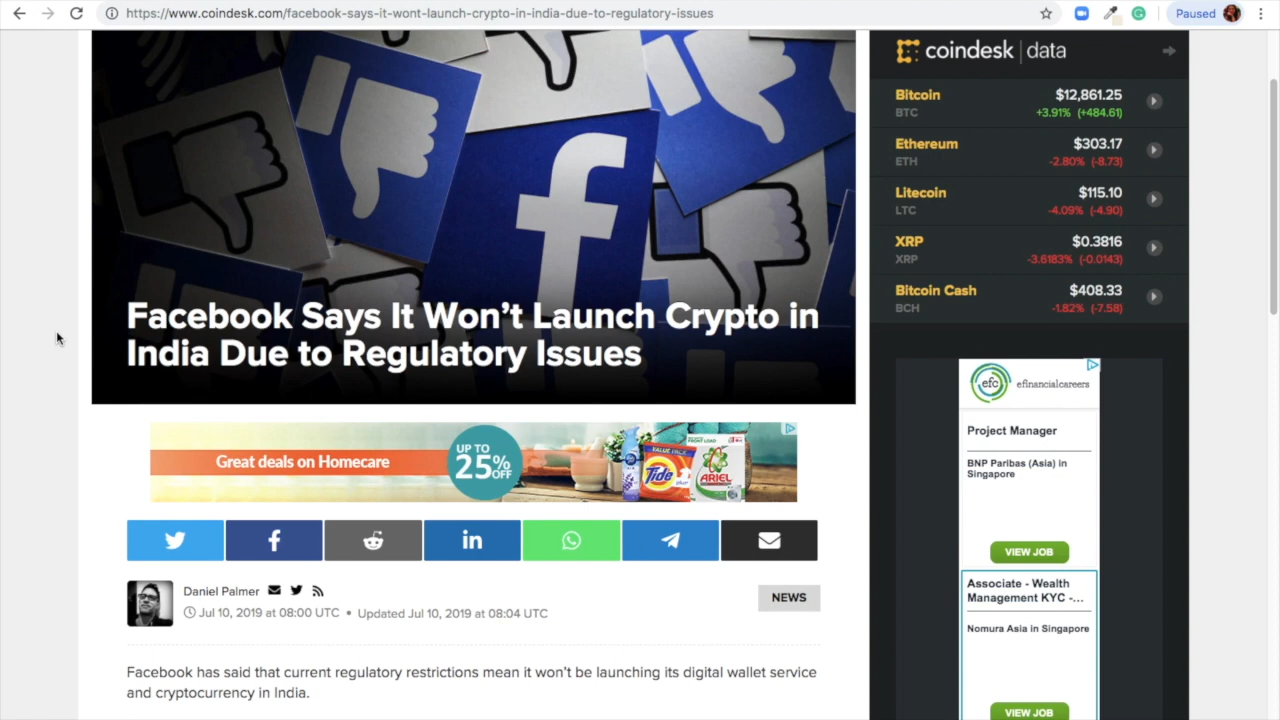 https://www.coindesk.com/facebook-says-it-wont-launch-crypto-in-india-due-to-regulatory-issues
Paused
Facebook Says It Won’t Launch Crypto in
India Due to Regulatory Issues
Great deals on Homecare
UP TO
25% OFF
VALUE PACK
Tide
plus
FRONT LOAD
ARIEL
Daniel Palmer
Jul 10, 2019 at 08:00 UTC • Updated Jul 10, 2019 at 08:04 UTC
NEWS
Facebook has said that current regulatory restrictions mean it won’t be launching its digital wallet service
and cryptocurrency in India.
coindesk | data
Bitcoin $12,861.25
BTC +3.91% (+484.61)
Ethereum $303.17
ETH -2.80% (-8.73)
Litecoin $115.10
LTC -4.09% (-4.90)
XRP $0.3816
XRP -3.6183% (-0.0143)
Bitcoin Cash $408.33
BCH -1.82% (-7.58)
efc efinancialcareers
Project Manager
BNP Paribas (Asia) in
Singapore
VIEW JOB
Associate - Wealth
Management KYC -...
Nomura Asia in Singapore
VIEW JOB